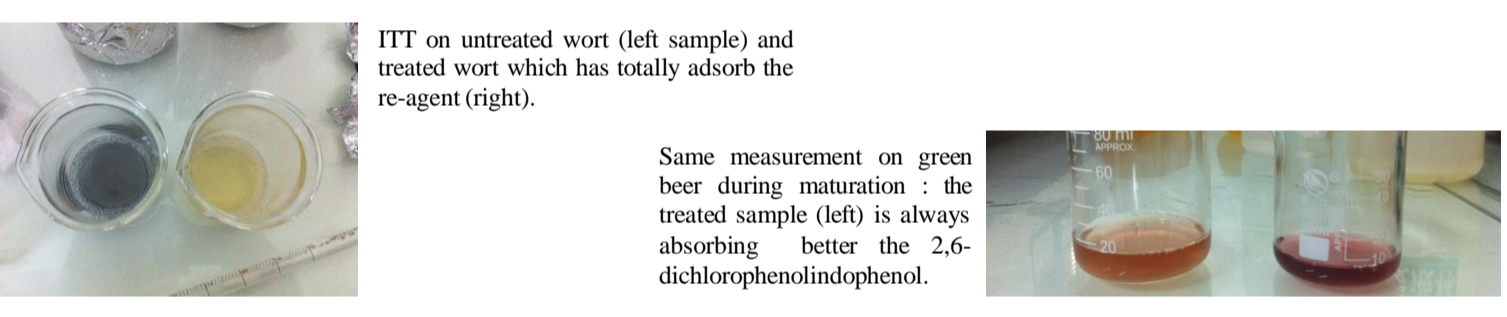 ITT on untreated wort (left sample) and
treated wort which has totally adsorb the
re-agent (right).
Same measurement on green
beer during maturation : the
treated sample (left) is always
absorbing better the 2,6-
dichlorophenolindophenol.
80 ml
APPROX.
60
40
20
10